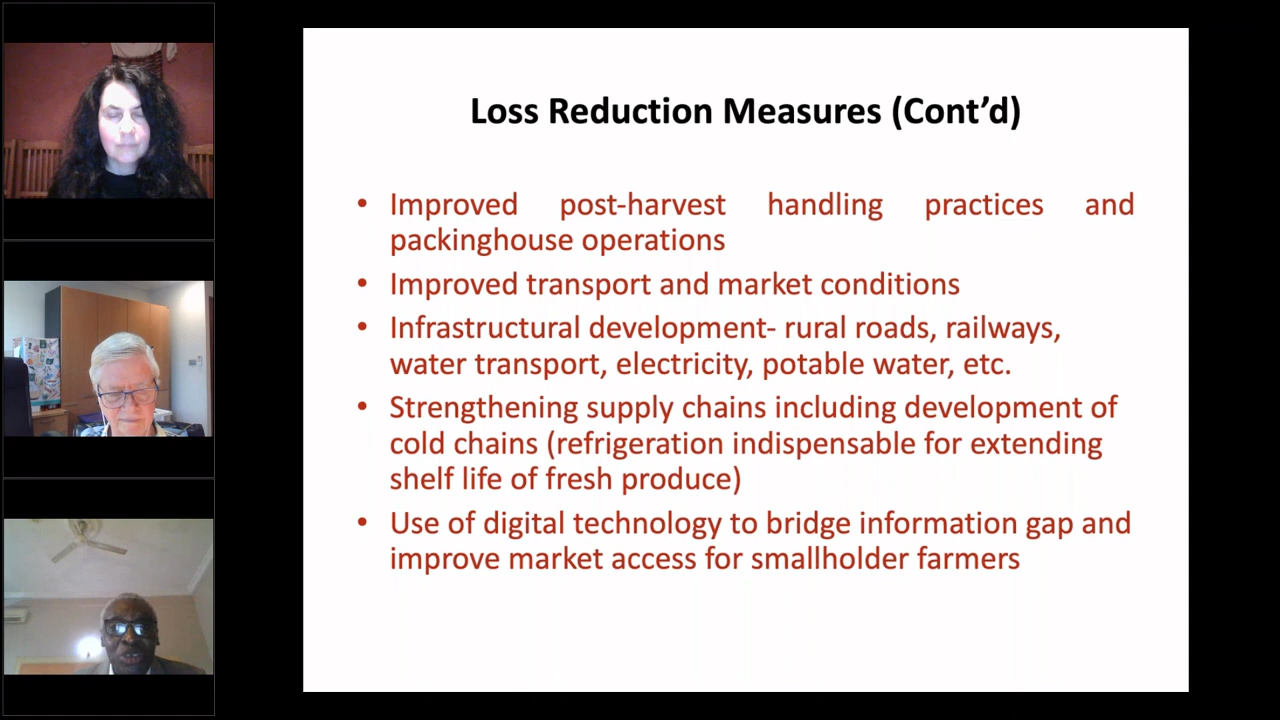 Loss Reduction Measures (Cont’d)
• Improved post-harvest handling practices and
packinghouse operations
• Improved transport and market conditions
• Infrastructural development- rural roads, railways,
water transport, electricity, potable water, etc.
• Strengthening supply chains including development of
cold chains (refrigeration indispensable for extending
shelf life of fresh produce)
• Use of digital technology to bridge information gap and
improve market access for smallholder farmers